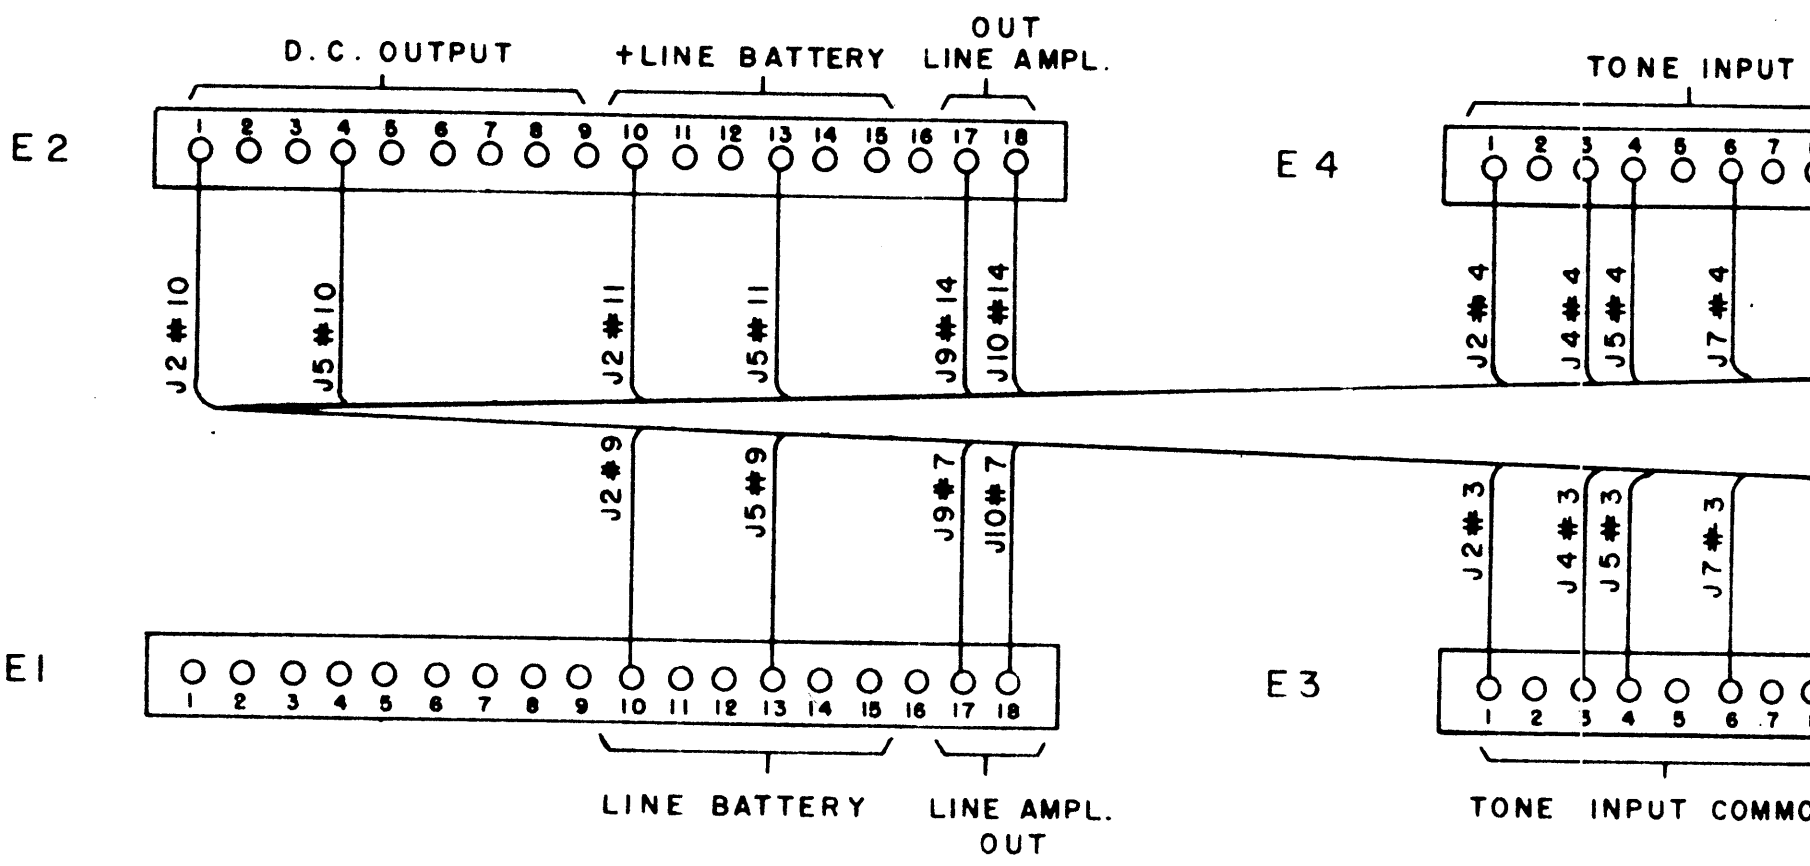 D.C. OUTPUT
+LINE BATTERY
OUT
LINE AMPL.
TONE INPUT
E2
1 2 3 4 5 6 7 8 9 10 11 12 13 14 15 16 17 18
E4
1 2 3 4 5 6 7
J2#10
J5#10
J2#11
J5#11
J9#14
J10#14
J2#4
J4#4
J5#4
J7#4
J2#9
J5#9
J9#7
J10#7
J2#3
J4#3
J5#3
J7#3
E1
1 2 3 4 5 6 7 8 9 10 11 12 13 14 15 16 17 18
E3
1 2 3 4 5 6 7
LINE BATTERY
LINE AMPL.
OUT
TONE INPUT COMMO